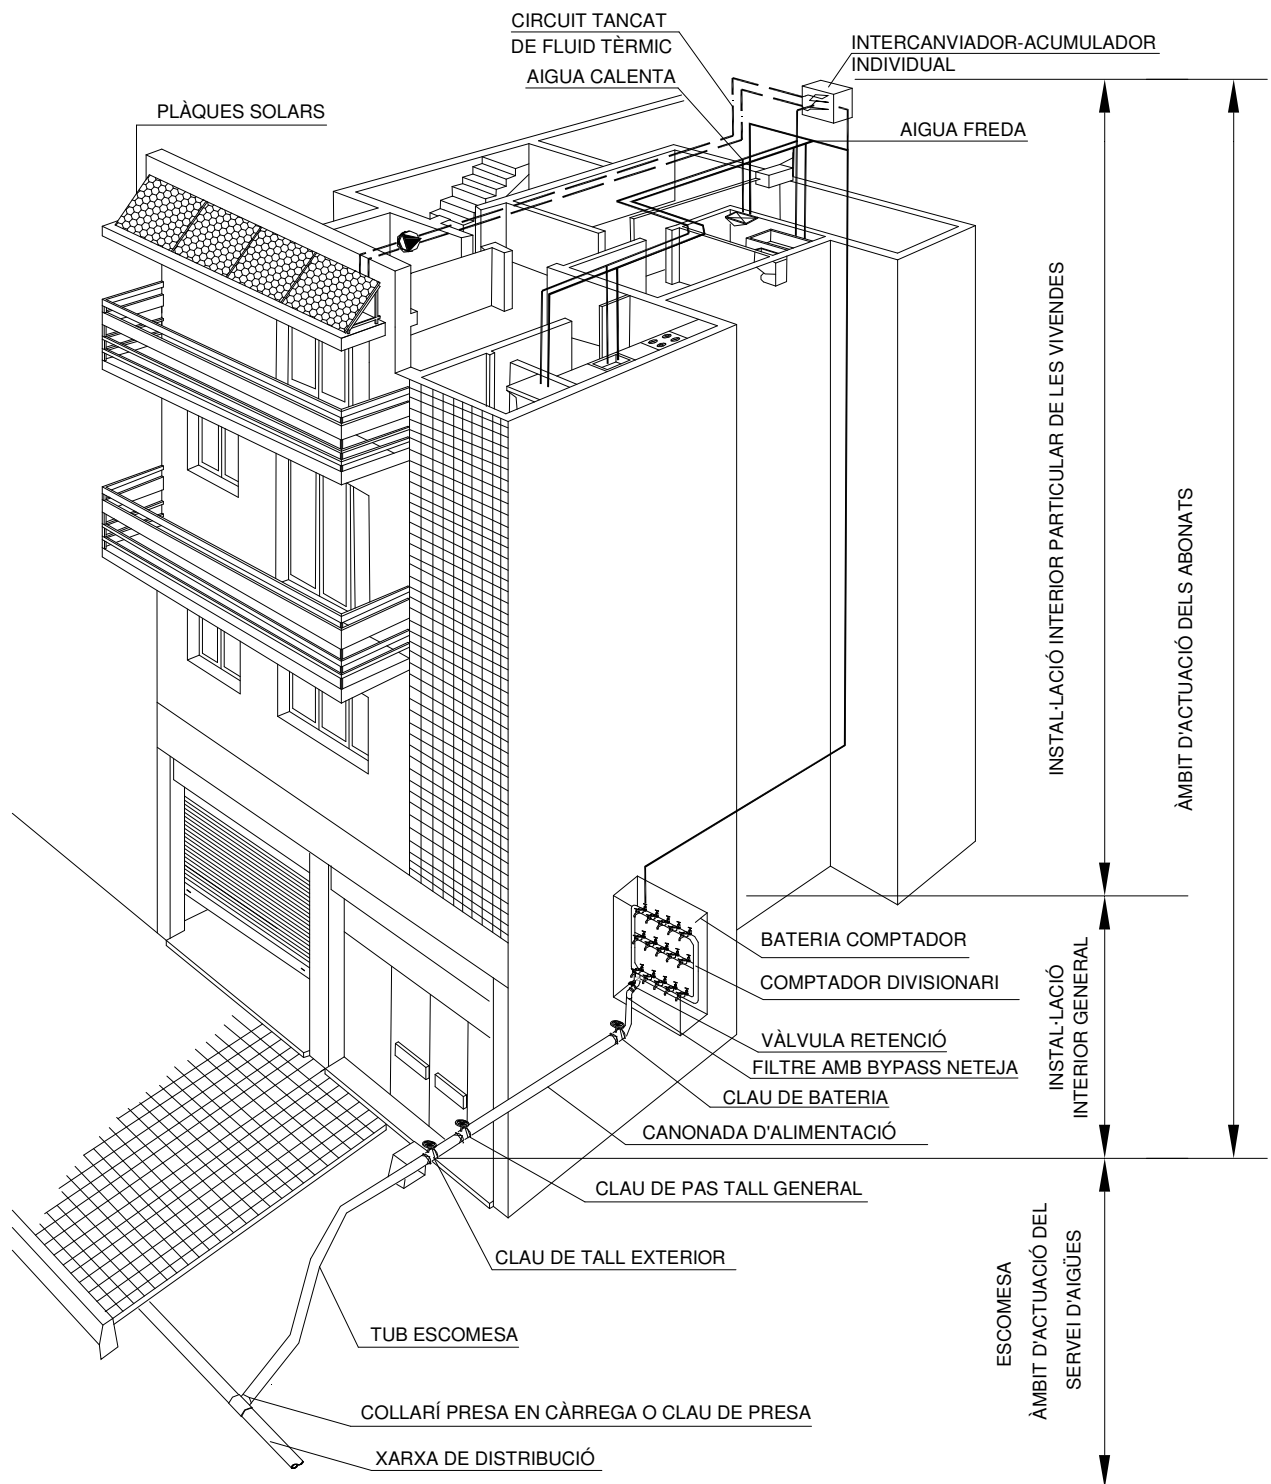 CIRCUIT TANCAT
DE FLUID TÈRMIC
AIGUA CALENTA
INTERCANVIADOR-ACUMULADOR
INDIVIDUAL
PLÀQUES SOLARS
AIGUA FREDA
INSTAL·LACIÓ INTERIOR PARTICULAR DE LES VIVENDES
ÀMBIT D'ACTUACIÓ DELS ABONATS
BATERIA COMPTADOR
COMPTADOR DIVISIONARI
VÀLVULA RETENCIÓ
FILTRE AMB BYPASS NETEJA
CLAU DE BATERIA
CANONADA D'ALIMENTACIÓ
INSTAL·LACIÓ
INTERIOR GENERAL
CLAU DE PAS TALL GENERAL
CLAU DE TALL EXTERIOR
TUB ESCOMESA
COLLARÍ PRESA EN CÀRREGA O CLAU DE PRESA
XARXA DE DISTRIBUCIÓ
ESCOMESA
ÀMBIT D'ACTUACIÓ DEL
SERVEI D'AIGÜES